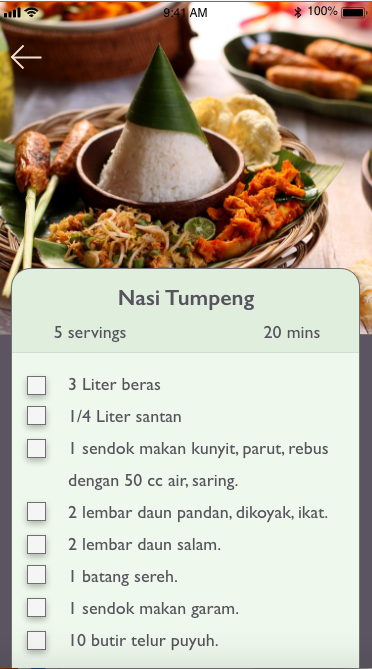 9:41 AM
100%
Nasi Tumpeng
5 servings
20 mins
3 Liter beras
1/4 Liter santan
1 sendok makan kunyit, parut, rebus
dengan 50 cc air, saring.
2 lembar daun pandan, dikoyak, ikat.
2 lembar daun salam.
1 batang sereh.
1 sendok makan garam.
10 butir telur puyuh.